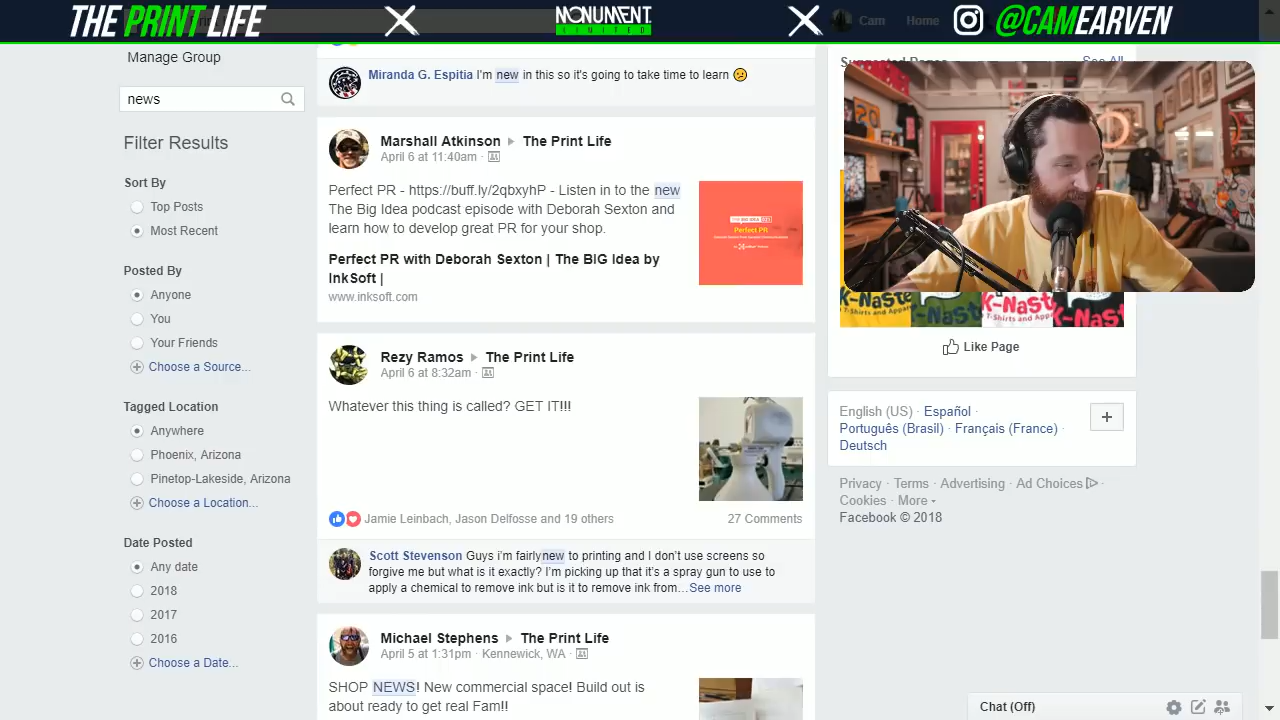 THE PRINT LIFE
MONUMENT
LIMITED
Cam
Home
@CAMEARVEN
Manage Group
news
Filter Results
Sort By
Top Posts
Most Recent
Posted By
Anyone
You
Your Friends
Choose a Source...
Tagged Location
Anywhere
Phoenix, Arizona
Pinetop-Lakeside, Arizona
Choose a Location...
Date Posted
Any date
2018
2017
2016
Choose a Date...
Miranda G. Espitia I'm new in this so it's going to take time to learn 😕
Marshall Atkinson ▸ The Print Life
April 6 at 11:40am ·
Perfect PR - https://buff.ly/2qbxyhP - Listen in to the new
The Big Idea podcast episode with Deborah Sexton and
learn how to develop great PR for your shop.
Perfect PR
Perfect PR with Deborah Sexton | The BIG Idea by
InkSoft |
www.inksoft.com
Rezy Ramos ▸ The Print Life
April 6 at 8:32am ·
Whatever this thing is called? GET IT!!!
Jamie Leinbach, Jason Delfosse and 19 others
27 Comments
Scott Stevenson Guys i'm fairly new to printing and I don't use screens so
forgive me but what is it exactly? I'm picking up that it's a spray gun to use to
apply a chemical to remove ink but is it to remove ink from...See more
Michael Stephens ▸ The Print Life
April 5 at 1:31pm · Kennewick, WA ·
SHOP NEWS! New commercial space! Build out is
about ready to get real Fam!!
Suggested Pages
See All
Like Page
English (US) · Español ·
Português (Brasil) · Français (France) ·
Deutsch
Privacy · Terms · Advertising · Ad Choices ·
Cookies · More
Facebook © 2018
Chat (Off)